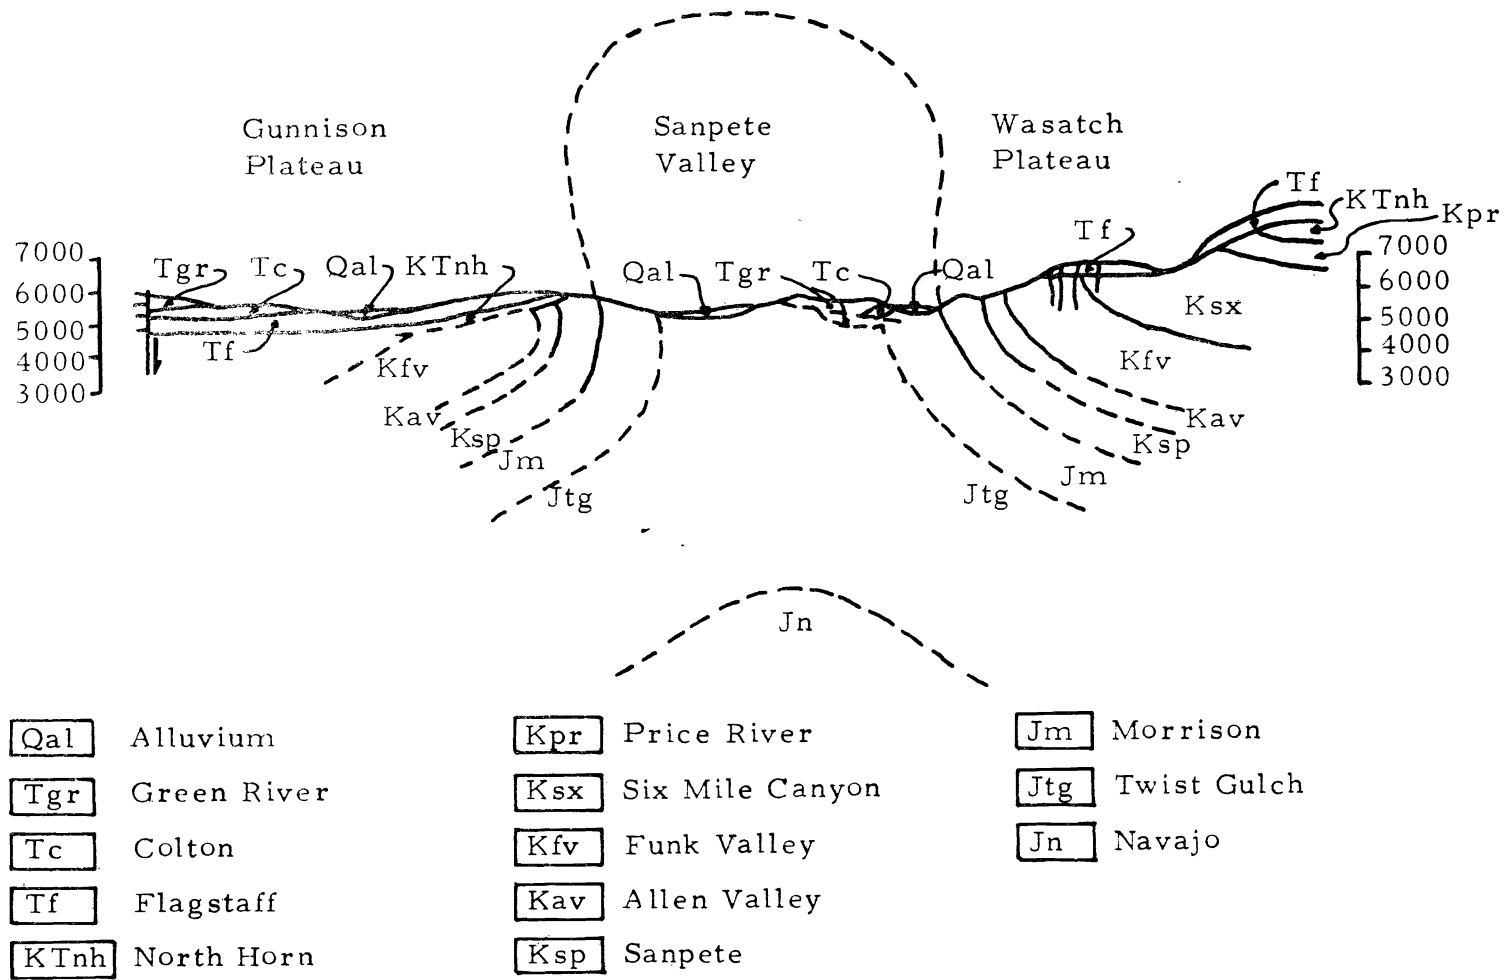 Gunnison
Plateau
Sanpete
Valley
Wasatch
Plateau
Tf
KTnh
Kpr
7000
6000
5000
4000
3000
Tgr
Tc
Qal
KTnh
Tf
Kfv
Kav
Ksp
Jm
Jtg
Qal
Tgr
Tc
Qal
Tf
Ksx
Kfv
Kav
Ksp
Jm
Jtg
7000
6000
5000
4000
3000
Jn
Qal Alluvium
Tgr Green River
Tc Colton
Tf Flagstaff
KTnh North Horn
Kpr Price River
Ksx Six Mile Canyon
Kfv Funk Valley
Kav Allen Valley
Ksp Sanpete
Jm Morrison
Jtg Twist Gulch
Jn Navajo